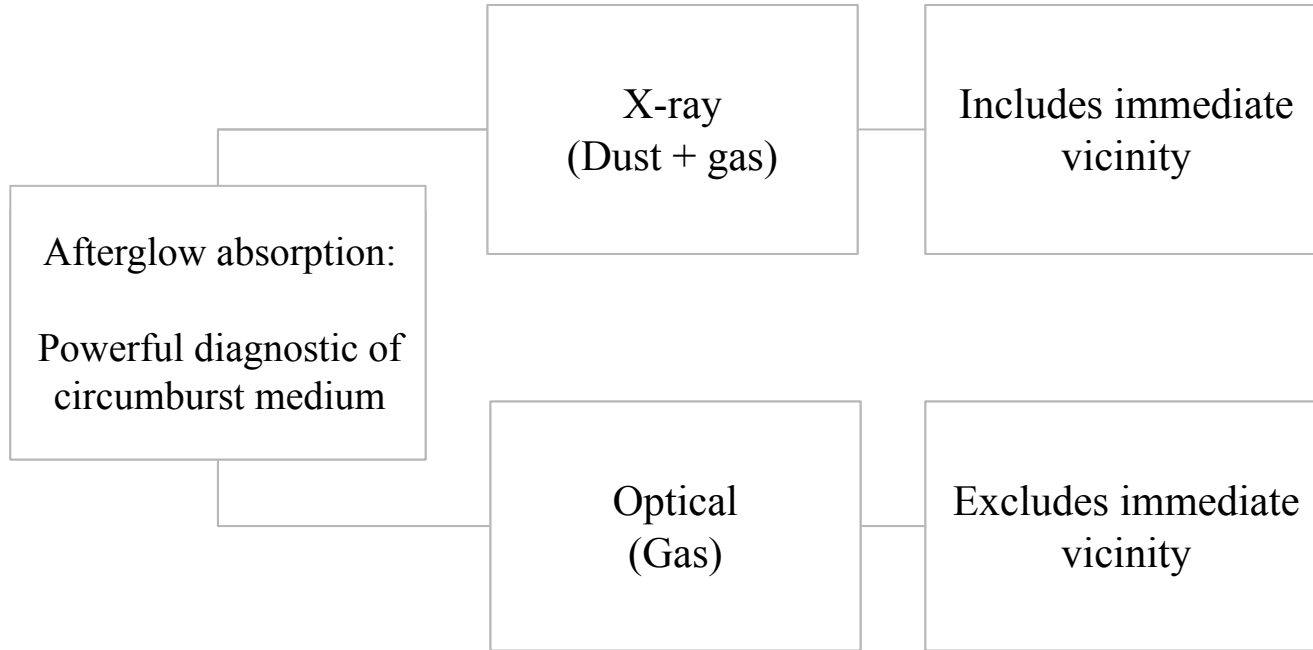 Afterglow absorption:
Powerful diagnostic of
circumburst medium
X-ray
(Dust + gas)
Includes immediate
vicinity
Optical
(Gas)
Excludes immediate
vicinity